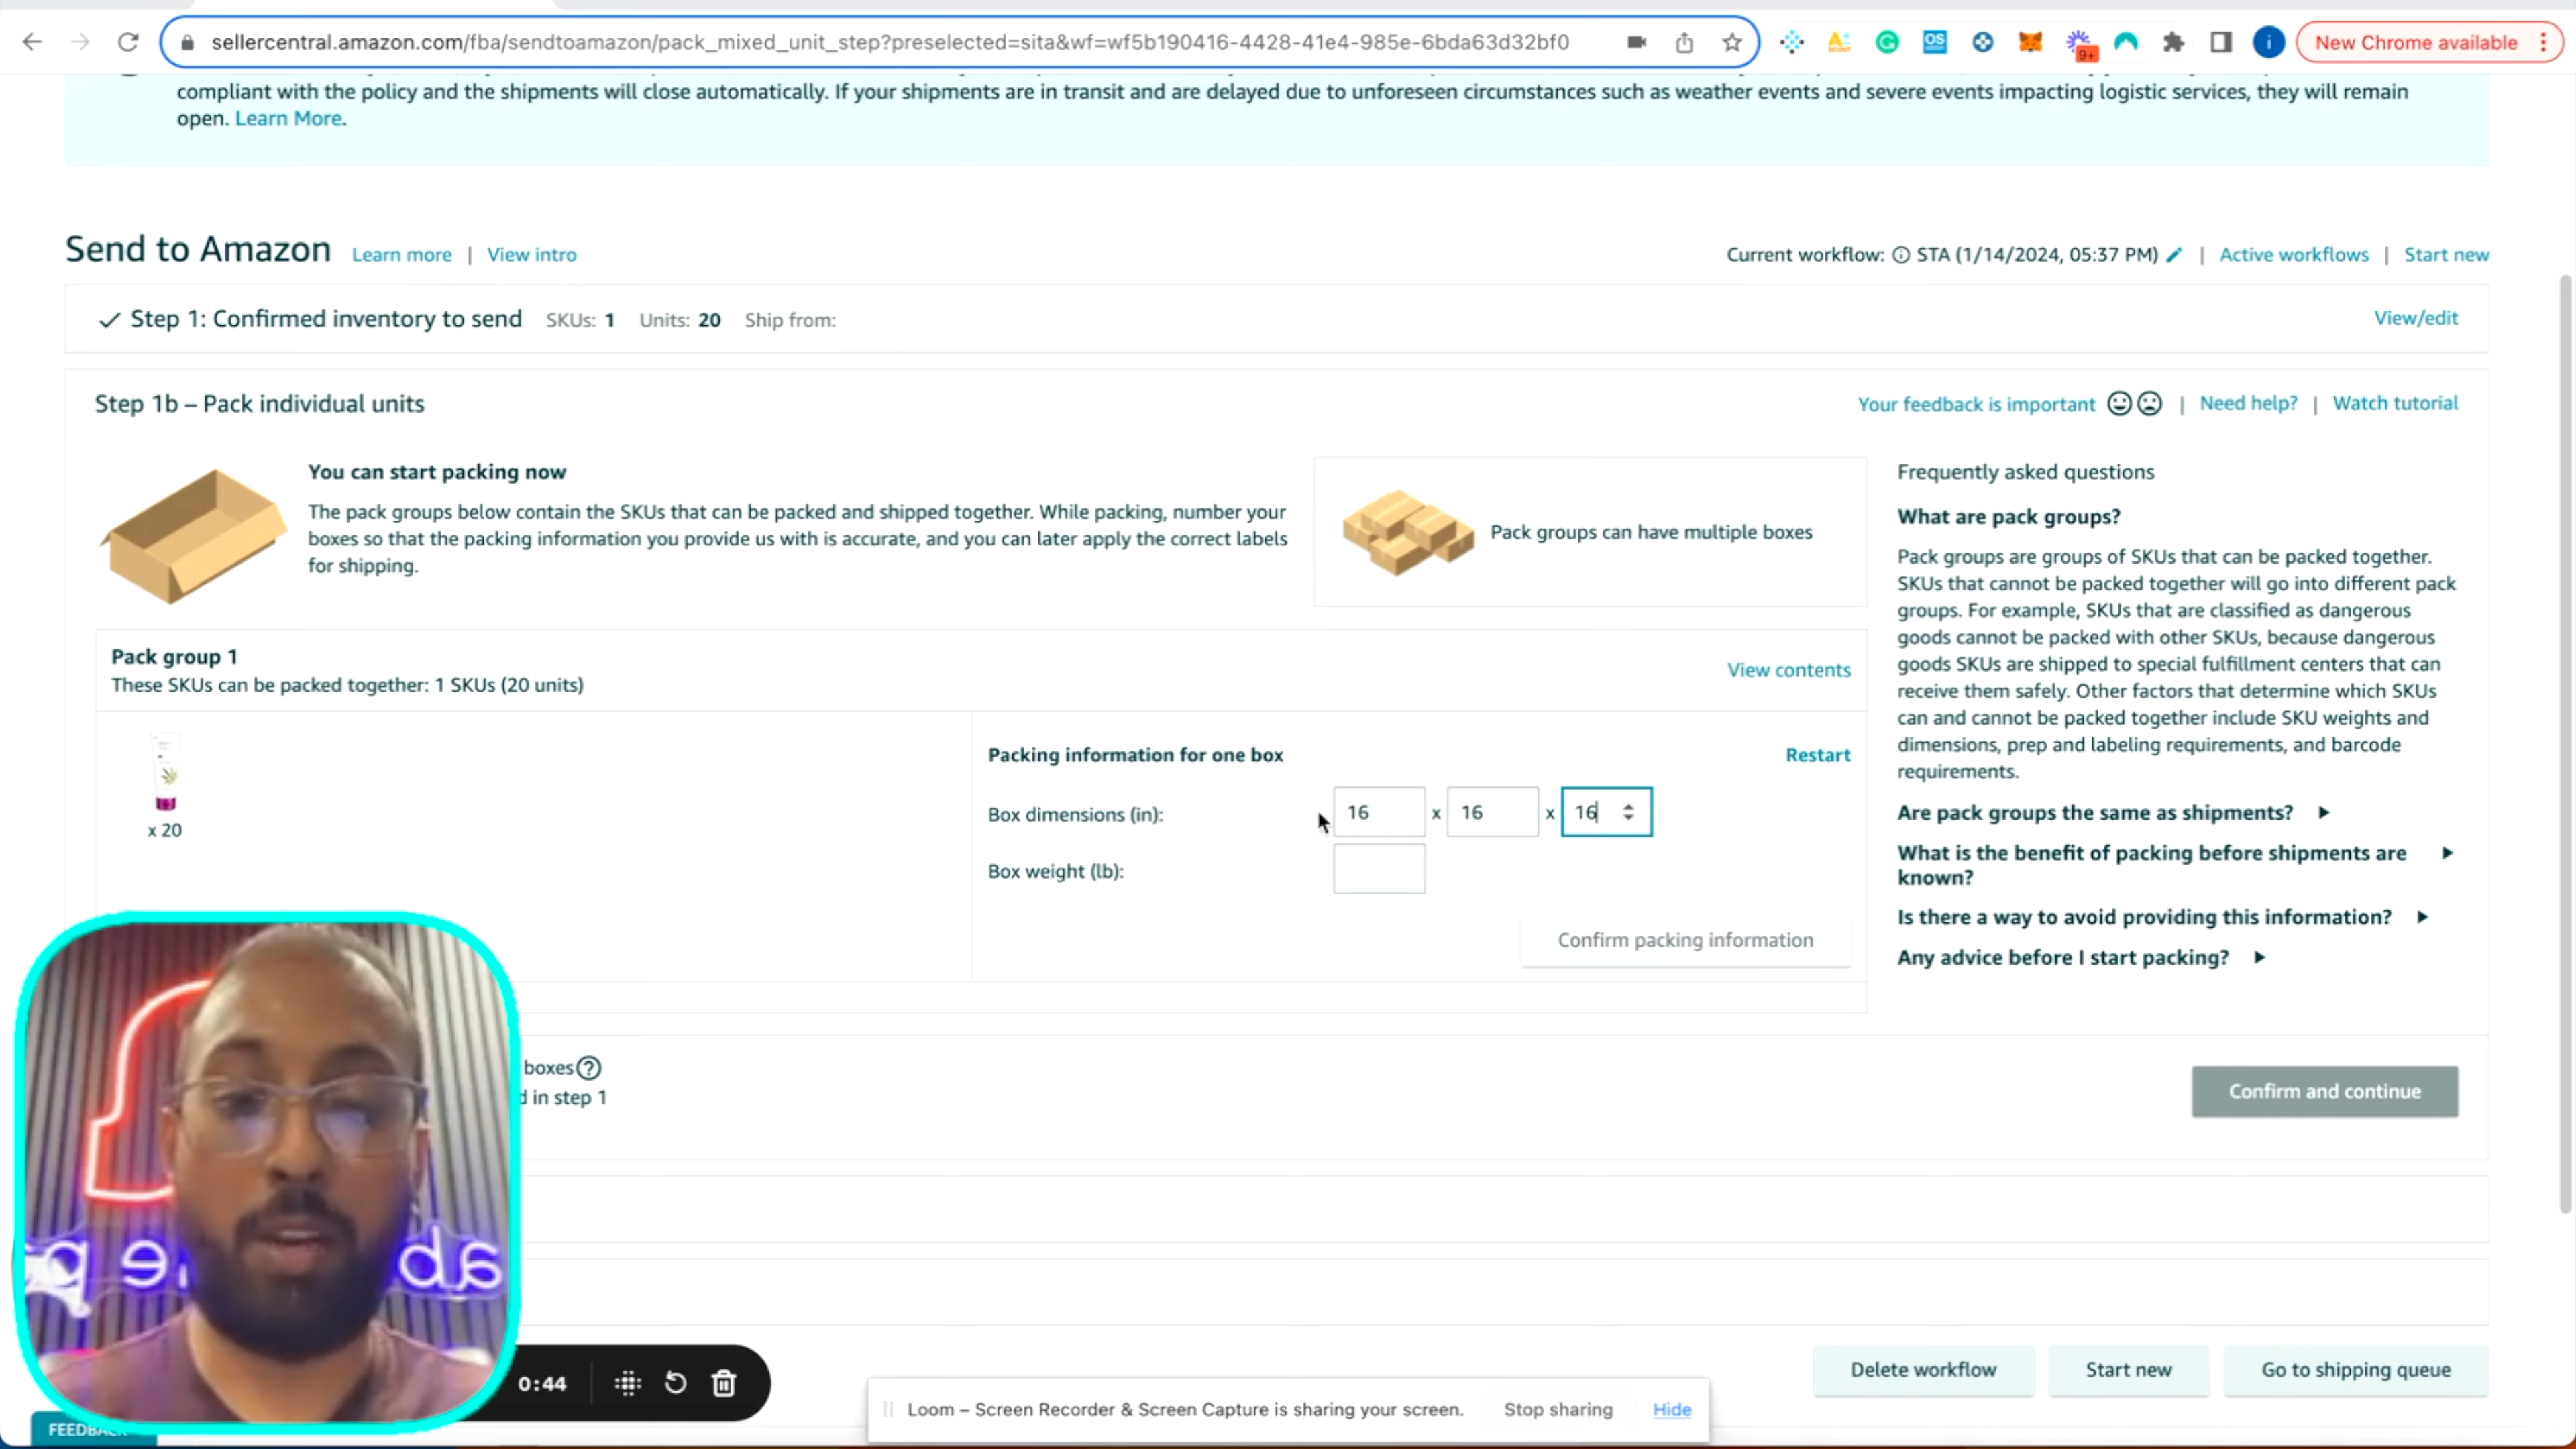 sellercentral.amazon.com/fba/sendtoamazon/pack_mixed_unit_step?preselected=sita&wf=wf5b190416-4428-41e4-985e-6bda63d32bf0
New Chrome available
9+
compliant with the policy and the shipments will close automatically. If your shipments are in transit and are delayed due to unforeseen circumstances such as weather events and severe events impacting logistic services, they will remain
open. Learn More.
Send to Amazon Learn more | View intro
Current workflow: STA (1/14/2024, 05:37 PM) | Active workflows | Start new
Step 1: Confirmed inventory to send SKUs: 1 Units: 20 Ship from:
View/edit
Step 1b – Pack individual units
Your feedback is important | Need help? | Watch tutorial
You can start packing now
The pack groups below contain the SKUs that can be packed and shipped together. While packing, number your
boxes so that the packing information you provide us with is accurate, and you can later apply the correct labels
for shipping.
Pack groups can have multiple boxes
Pack group 1
These SKUs can be packed together: 1 SKUs (20 units)
View contents
x 20
Packing information for one box
Restart
Box dimensions (in): 16 x 16 x 16
Box weight (lb):
Confirm packing information
Frequently asked questions
What are pack groups?
Pack groups are groups of SKUs that can be packed together.
SKUs that cannot be packed together will go into different pack
groups. For example, SKUs that are classified as dangerous
goods cannot be packed with other SKUs, because dangerous
goods SKUs are shipped to special fulfillment centers that can
receive them safely. Other factors that determine which SKUs
can and cannot be packed together include SKU weights and
dimensions, prep and labeling requirements, and barcode
requirements.
Are pack groups the same as shipments?
What is the benefit of packing before shipments are
known?
Is there a way to avoid providing this information?
Any advice before I start packing?
boxes
d in step 1
Confirm and continue
0:44
Delete workflow
Start new
Go to shipping queue
Loom – Screen Recorder & Screen Capture is sharing your screen.
Stop sharing
Hide
FEEDBACK